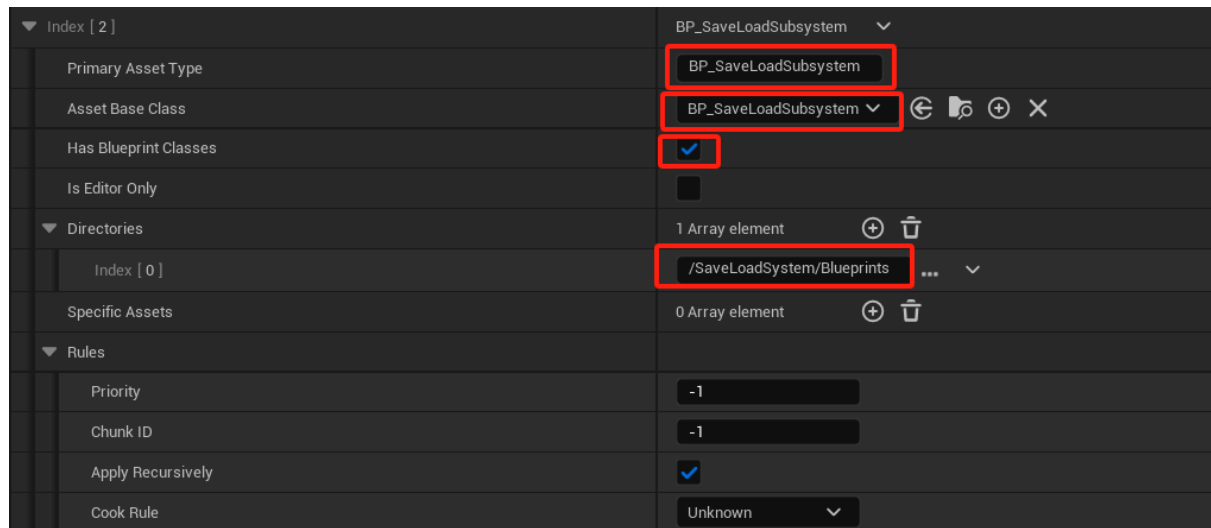 Index [ 2 ] BP_SaveLoadSubsystem
Primary Asset Type BP_SaveLoadSubsystem
Asset Base Class BP_SaveLoadSubsystem
Has Blueprint Classes
Is Editor Only
Directories 1 Array element
Index [ 0 ] /SaveLoadSystem/Blueprints ...
Specific Assets 0 Array element
Rules
Priority -1
Chunk ID -1
Apply Recursively
Cook Rule Unknown